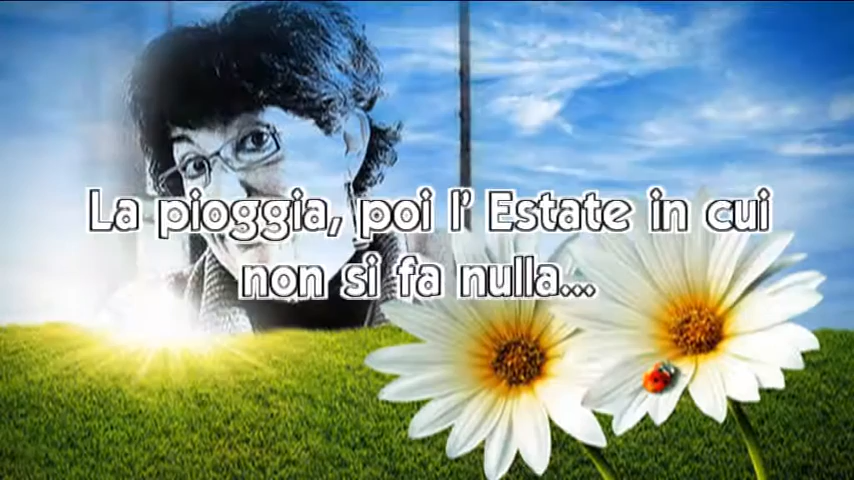 La pioggia, poi l' Estate in cui
non si fa nulla...